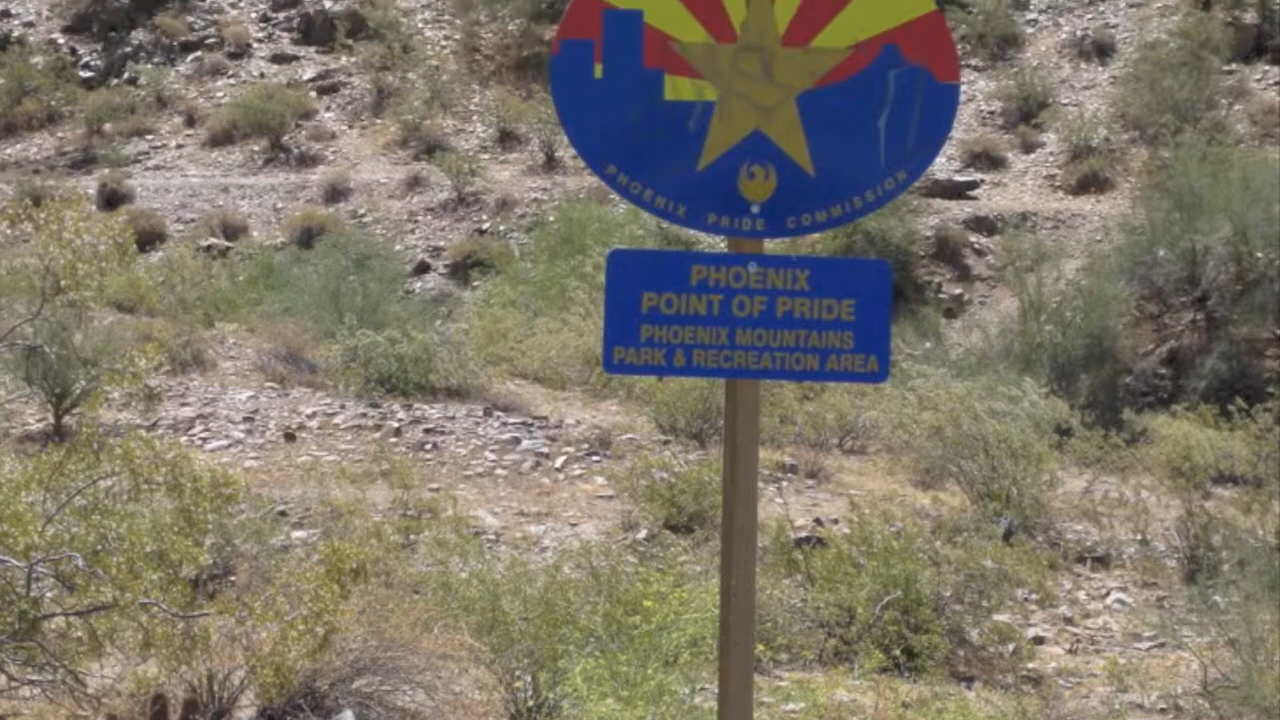 PHOENIX PRIDE COMMISSION
PHOENIX
POINT OF PRIDE
PHOENIX MOUNTAINS
PARK & RECREATION AREA